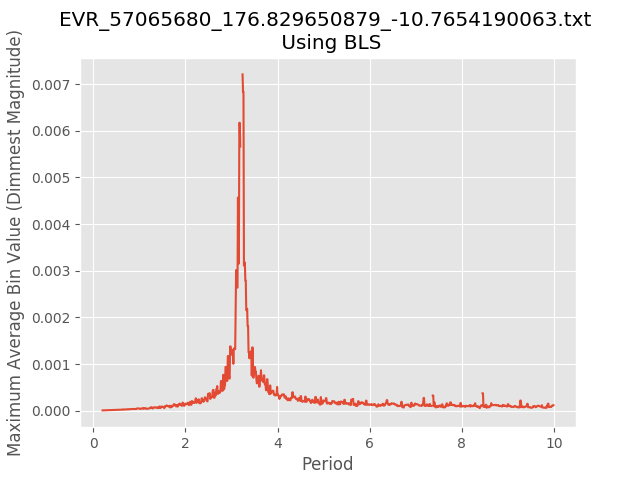 EVR_57065680_176.829650879_-10.7654190063.txt
Using BLS
Maximum Average Bin Value (Dimmest Magnitude)
0.007
0.006
0.005
0.004
0.003
0.002
0.001
0.000
0 2 4 6 8 10
Period